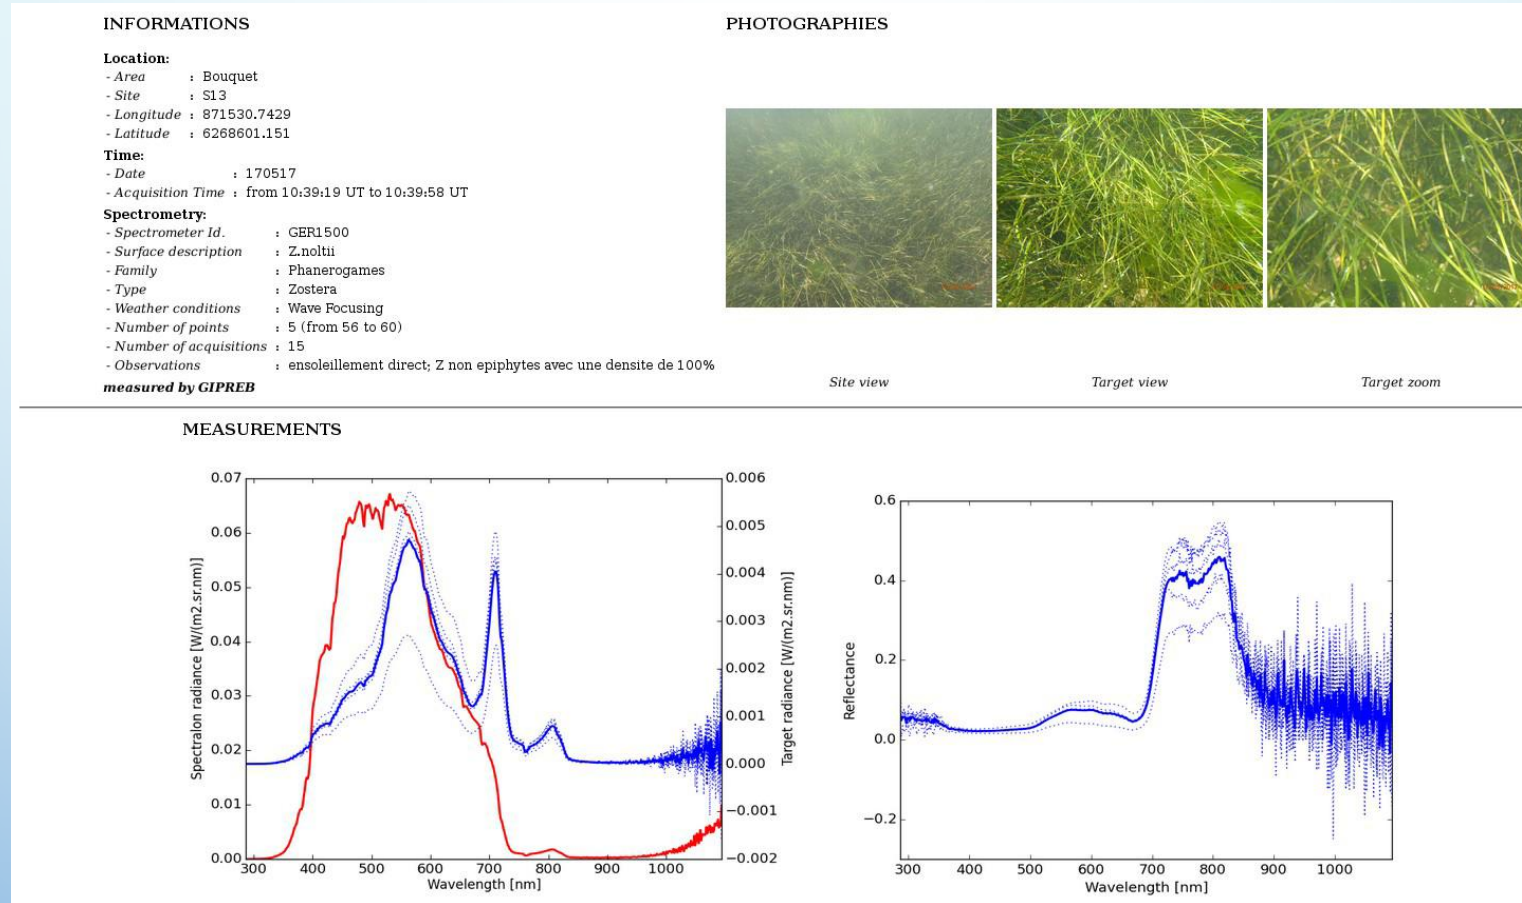 INFORMATIONS
Location:
- Area : Bouquet
- Site : S13
- Longitude : 871530.7429
- Latitude : 6268601.151
Time:
- Date : 170517
- Acquisition Time : from 10:39:19 UT to 10:39:58 UT
Spectrometry:
- Spectrometer Id. : GER1500
- Surface description : Z.noltii
- Family : Phanerogames
- Type : Zostera
- Weather conditions : Wave Focusing
- Number of points : 5 (from 56 to 60)
- Number of acquisitions : 15
- Observations : ensoleillement direct; Z non epiphytes avec une densite de 100%
measured by GIPREB
PHOTOGRAPHIES
Site view
Target view
Target zoom
MEASUREMENTS
Spectralon radiance [W/(m2.sr.nm)]
0.07
0.06
0.05
0.04
0.03
0.02
0.01
0.00
300 400 500 600 700 800 900 1000
Wavelength [nm]
0.006
0.005
0.004
0.003
0.002
0.001
0.000
−0.001
−0.002
Target radiance [W/(m2.sr.nm)]
Reflectance
0.6
0.4
0.2
0.0
−0.2
300 400 500 600 700 800 900 1000
Wavelength [nm]